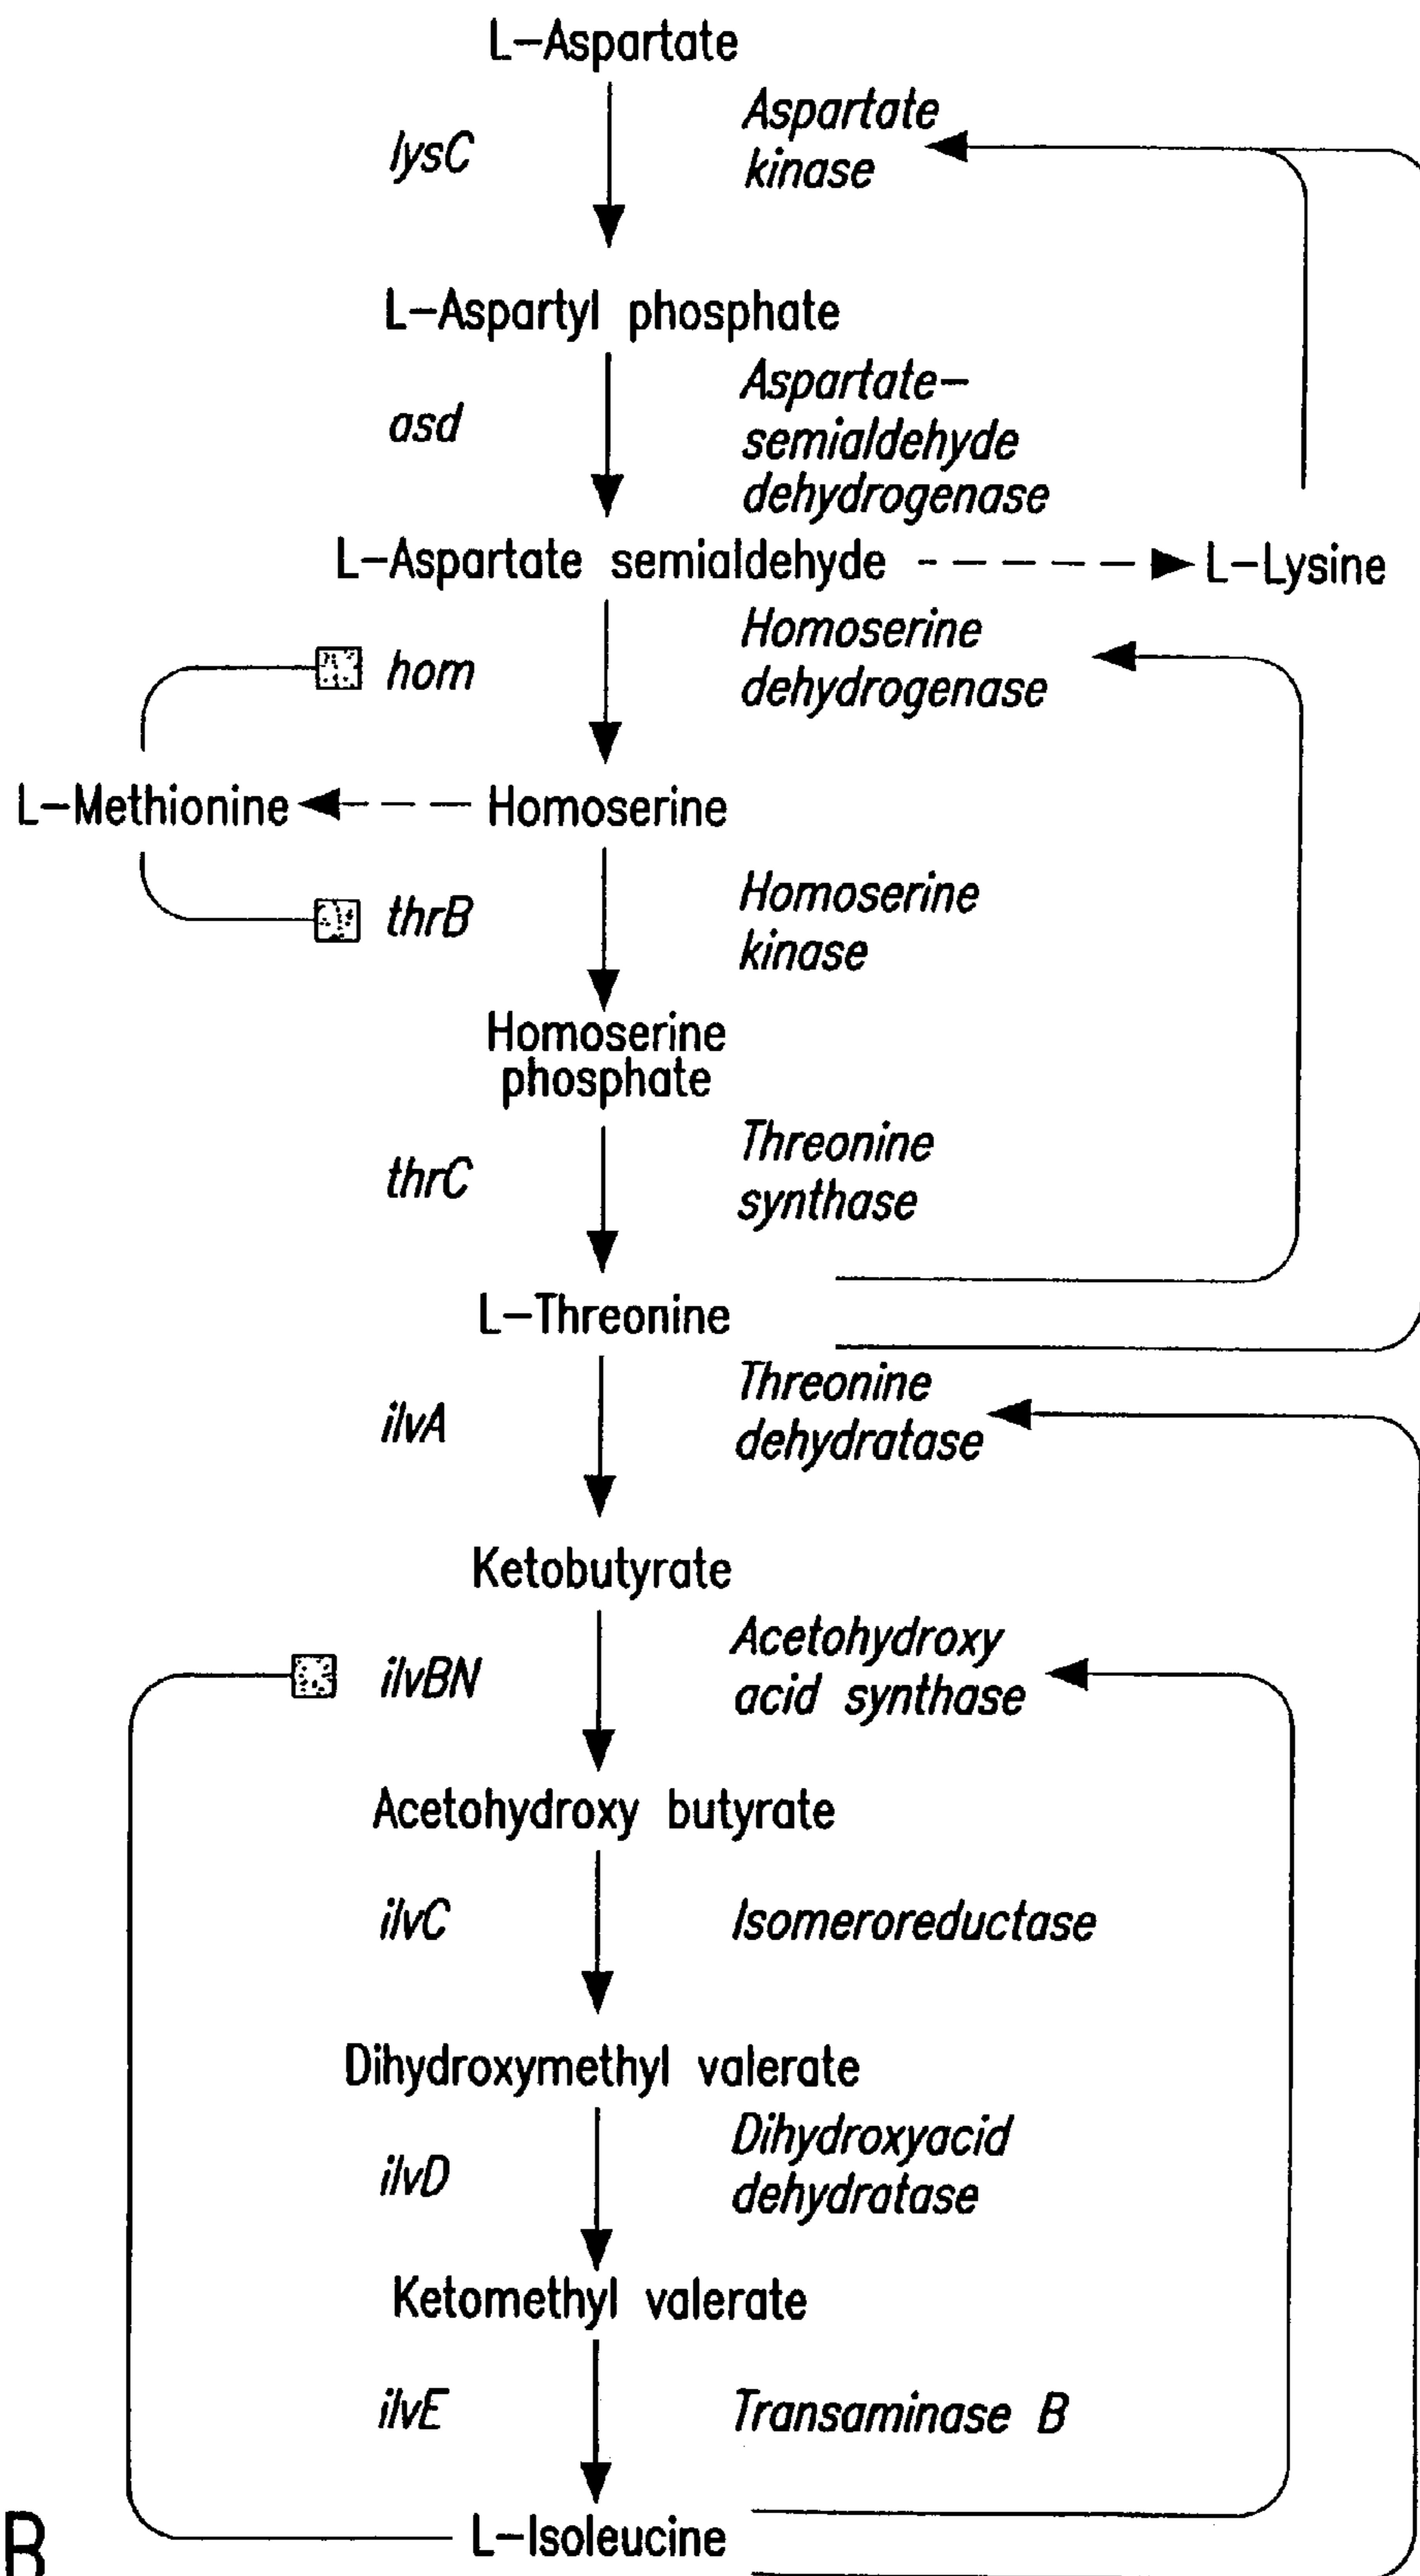 L-Aspartate
lysC
Aspartate
kinase
L-Aspartyl phosphate
asd
Aspartate-
semialdehyde
dehydrogenase
L-Aspartate semialdehyde
L-Lysine
hom
Homoserine
dehydrogenase
L-Methionine
Homoserine
thrB
Homoserine
kinase
Homoserine
phosphate
thrC
Threonine
synthase
L-Threonine
ilvA
Threonine
dehydratase
Ketobutyrate
ilvBN
Acetohydroxy
acid synthase
Acetohydroxy butyrate
ilvC
Isomeroreductase
Dihydroxymethyl valerate
ilvD
Dihydroxyacid
dehydratase
Ketomethyl valerate
ilvE
Transaminase B
L-Isoleucine
B